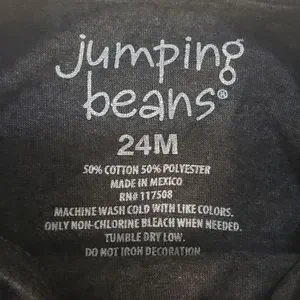 jumping
beans®
24M
50% COTTON 50% POLYESTER
MADE IN MEXICO
RN# 117508
MACHINE WASH COLD WITH LIKE COLORS.
ONLY NON-CHLORINE BLEACH WHEN NEEDED.
TUMBLE DRY LOW.
DO NOT IRON DECORATION.